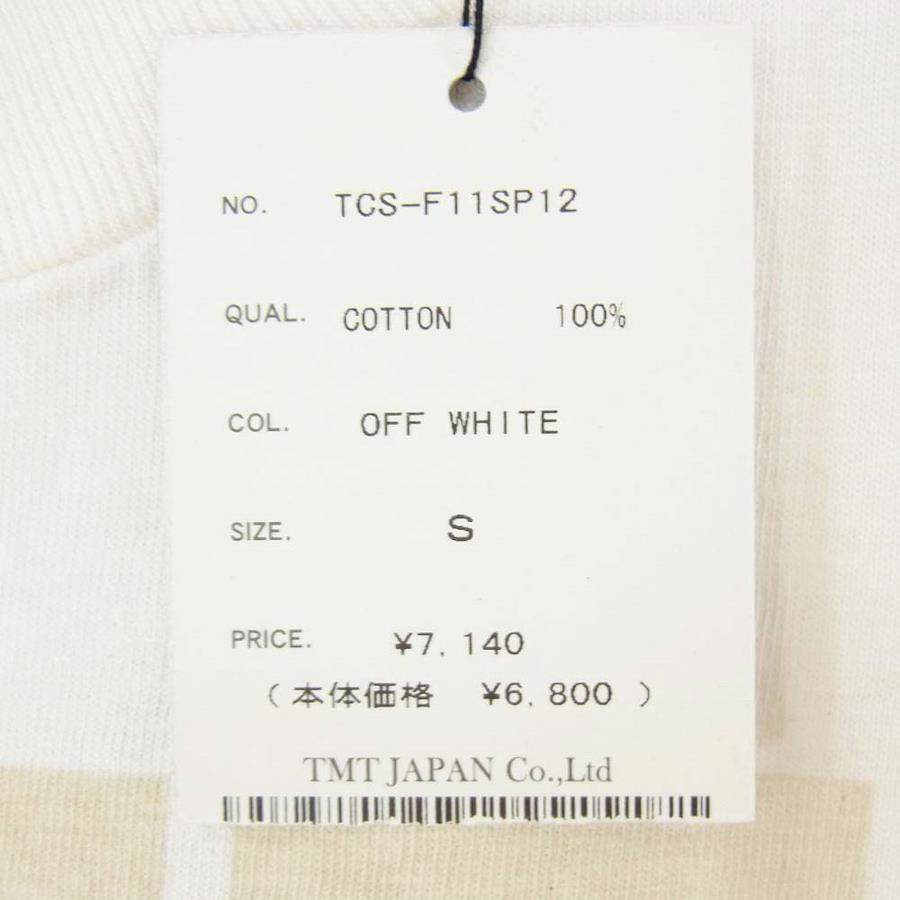 NO. TCS-F11SP12
QUAL. COTTON 100%
COL. OFF WHITE
SIZE. S
PRICE. ¥7,140
(本体価格 ¥6,800)
TMT JAPAN Co.,Ltd